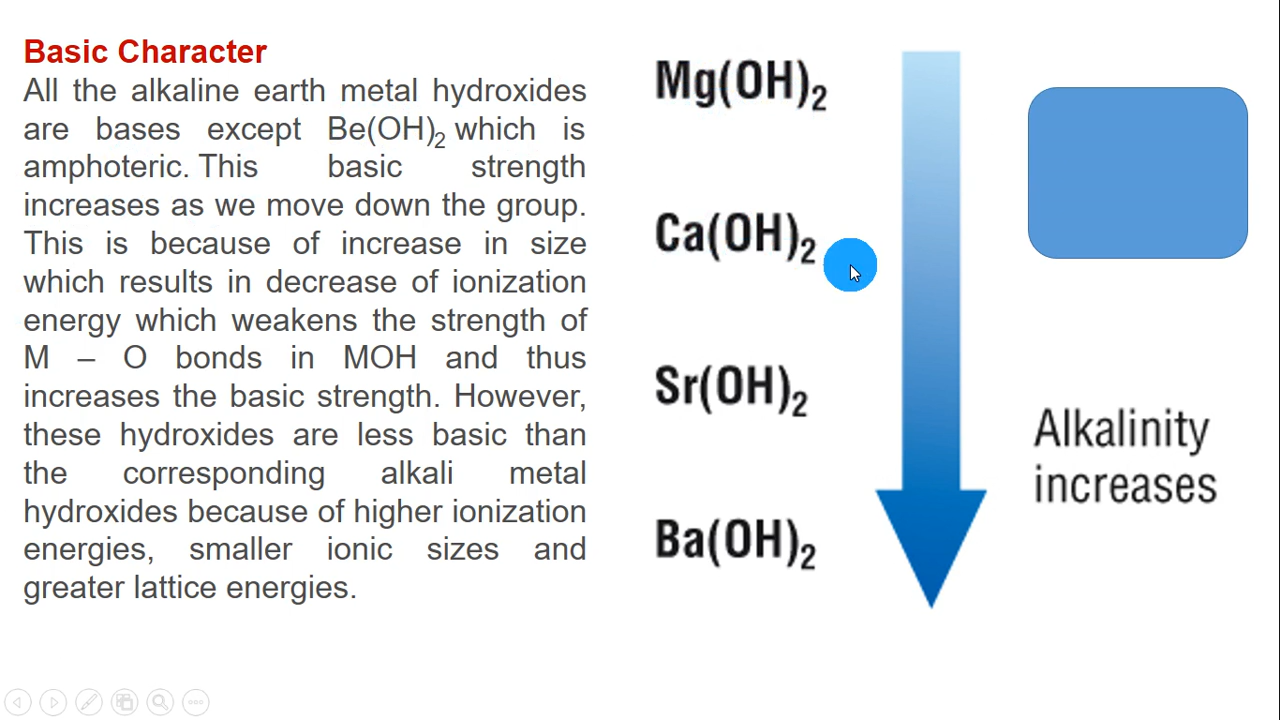 Basic Character
All the alkaline earth metal hydroxides
are bases except Be(OH)₂ which is
amphoteric. This basic strength
increases as we move down the group.
This is because of increase in size
which results in decrease of ionization
energy which weakens the strength of
M – O bonds in MOH and thus
increases the basic strength. However,
these hydroxides are less basic than
the corresponding alkali metal
hydroxides because of higher ionization
energies, smaller ionic sizes and
greater lattice energies.
Mg(OH)₂
Ca(OH)₂
Sr(OH)₂
Ba(OH)₂
Alkalinity
increases